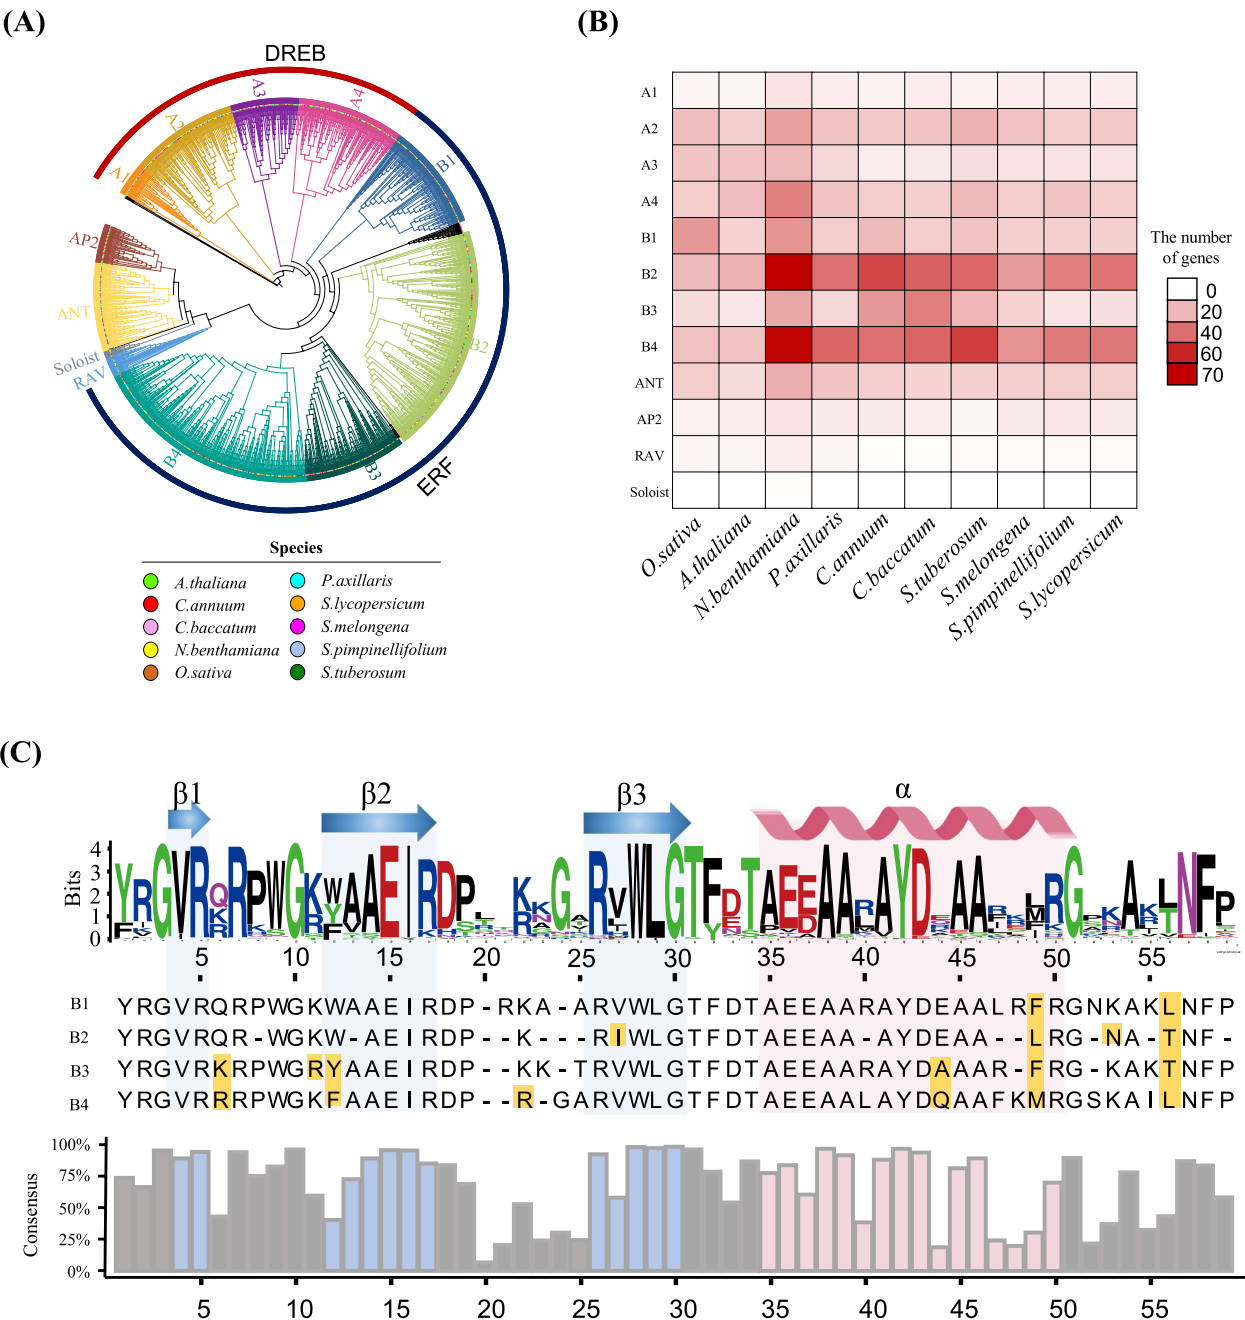 (A)
DREB
A1
A2
A3
A4
B1
AP2
ANT
Soloist
RAV
B4
B3
B2
ERF
Species
A.thaliana P.axillaris
C.annuum S.lycopersicum
C.baccatum S.melongena
N.benthamiana S.pimpinellifolium
O.sativa S.tuberosum
(B)
A1
A2
A3
A4
B1
B2
B3
B4
ANT
AP2
RAV
Soloist
O.sativa
A.thaliana
N.benthamiana
P.axillaris
C.annuum
C.baccatum
S.tuberosum
S.melongena
S.pimpinellifolium
S.lycopersicum
The number
of genes
0
20
40
60
70
(C)
β1 β2 β3 α
Bits
4
3
2
1
0
5 10 15 20 25 30 35 40 45 50 55
B1 YRGVRQRPWGKWAAEIRDP-RKA-ARVWLGTFDTAEEAARAYDEAALRFRGNKAKLNFP
B2 YRGVRQR-WGKW-AEIRDP--K---RIWLGTFDTAEEAA-AYDEAA--LRG-NA-TNF-
B3 YRGVRKRPWGRYAAEIRDP--KK-TRVWLGTFDTAEEAARAYDAAAR-FRG-KAKTNFP
B4 YRGVRRRPWGKFAAEIRDP--R-GARVWLGTFDTAEEAALAYDQAAFKMRGSKAILNFP
Consensus
100%
75%
50%
25%
0%
5 10 15 20 25 30 35 40 45 50 55